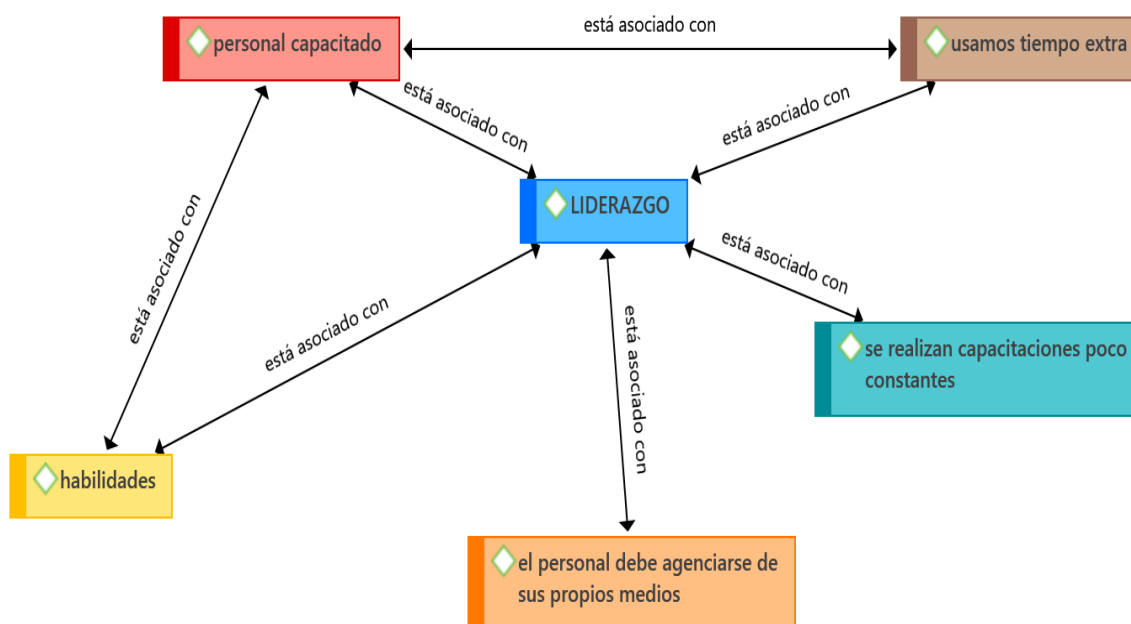 está asociado con
personal capacitado
usamos tiempo extra
está asociado con
está asociado con
LIDERAZGO
está asociado con
está asociado con
está asociado con
está asociado con
se realizan capacitaciones poco
constantes
habilidades
el personal debe agenciarse de
sus propios medios